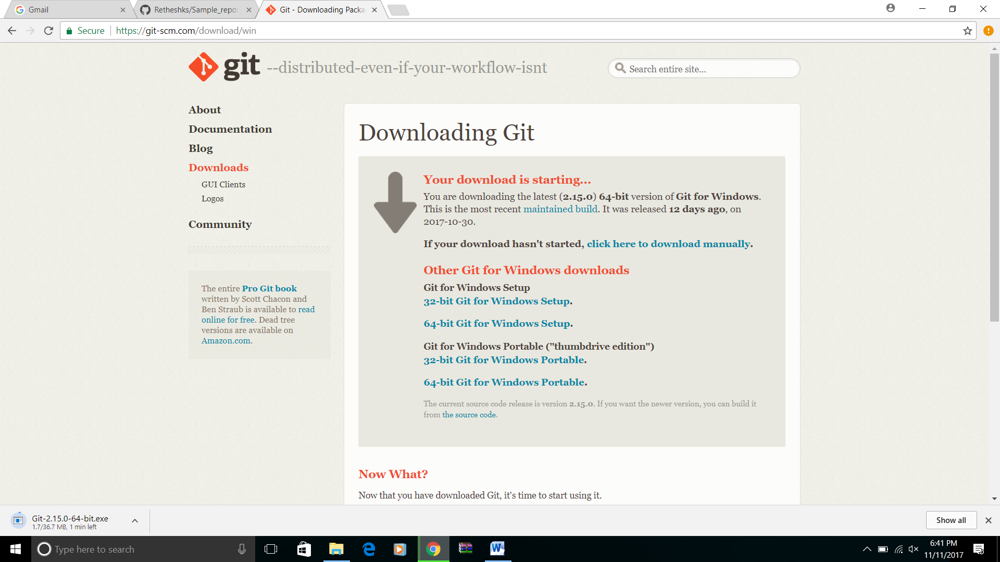 Gmail
Retheshks/Sample_repo:
Git - Downloading Packa
Secure
https://git-scm.com/download/win
git --distributed-even-if-your-workflow-isnt
Search entire site...
About
Documentation
Blog
Downloads
GUI Clients
Logos
Community
The entire Pro Git book
written by Scott Chacon and
Ben Straub is available to read
online for free. Dead tree
versions are available on
Amazon.com.
Downloading Git
Your download is starting...
You are downloading the latest (2.15.0) 64-bit version of Git for Windows.
This is the most recent maintained build. It was released 12 days ago, on
2017-10-30.
If your download hasn't started, click here to download manually.
Other Git for Windows downloads
Git for Windows Setup
32-bit Git for Windows Setup.
64-bit Git for Windows Setup.
Git for Windows Portable ("thumbdrive edition")
32-bit Git for Windows Portable.
64-bit Git for Windows Portable.
The current source code release is version 2.15.0. If you want the newer version, you can build it
from the source code.
Now What?
Now that you have downloaded Git, it's time to start using it.
Git-2.15.0-64-bit.exe
1.7/36.7 MB, 1 min left
Show all
Type here to search
6:41 PM
11/11/2017